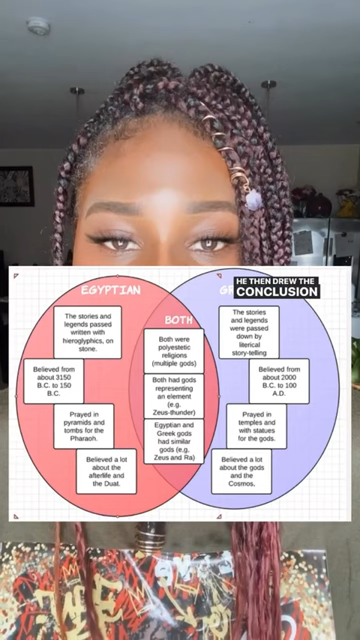 HE THEN DREW THE
CONCLUSION
EGYPTIAN
BOTH
The stories and
legends passed
written with
hieroglyphics, on
stone.
Believed from
about 3150
B.C. to 150
B.C.
Prayed in
pyramids and
tombs for the
Pharaoh.
Believed a lot
about the
afterlife and
the Duat.
Both were
polyestetic
religions
(multiple gods)
Both had gods
representing
an element
(e.g.
Zeus-thunder)
Egyptian and
Greek gods
had similar
gods (e.g,
Zeus and Ra)
The stories
and legends
were passed
down by
literical
story-telling
Believed from
about 2000
B.C. to 100
A.D.
Prayed in
temples and
with statues
for the gods.
Believed a lot
about the gods
and the
Cosmos,